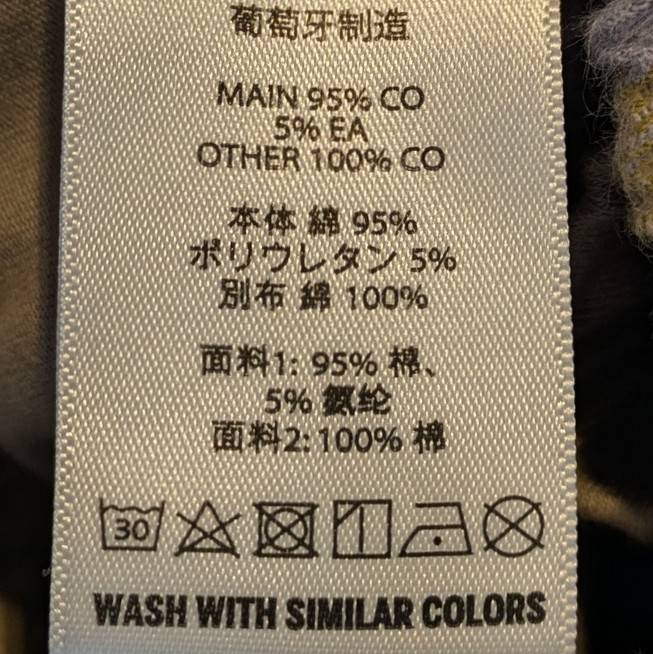 葡萄牙制造
MAIN 95% CO
5% EA
OTHER 100% CO
本体 綿 95%
ポリウレタン 5%
別布 綿 100%
面料1: 95% 棉、
5% 氨纶
面料2: 100% 棉
30
WASH WITH SIMILAR COLORS